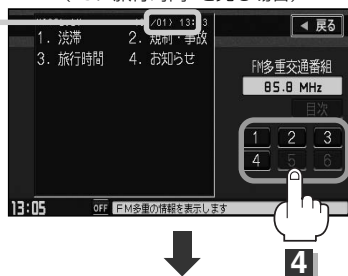 /01) 13:
◀ 戻る
1. 渋滞 2. 規制・事故
3. 旅行時間 4. お知らせ
FM多重交通番組
85.8 MHz
目次
1 2 3
4 5 6
13:05 OFF FM多重の情報を表示します
4